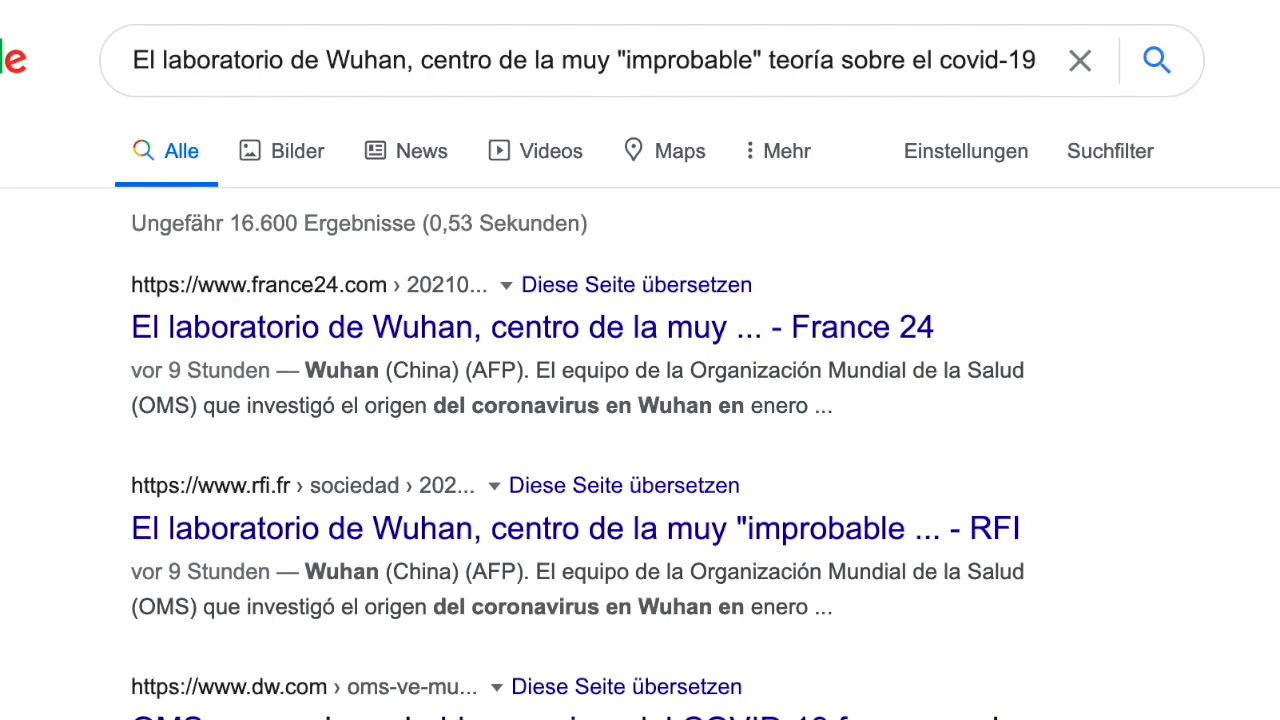 e
El laboratorio de Wuhan, centro de la muy "improbable" teoría sobre el covid-19
Alle Bilder News Videos Maps Mehr Einstellungen Suchfilter
Ungefähr 16.600 Ergebnisse (0,53 Sekunden)
https://www.france24.com › 20210... Diese Seite übersetzen
El laboratorio de Wuhan, centro de la muy ... - France 24
vor 9 Stunden — Wuhan (China) (AFP). El equipo de la Organización Mundial de la Salud
(OMS) que investigó el origen del coronavirus en Wuhan en enero ...
https://www.rfi.fr › sociedad › 202... Diese Seite übersetzen
El laboratorio de Wuhan, centro de la muy "improbable ... - RFI
vor 9 Stunden — Wuhan (China) (AFP). El equipo de la Organización Mundial de la Salud
(OMS) que investigó el origen del coronavirus en Wuhan en enero ...
https://www.dw.com › oms-ve-mu... Diese Seite übersetzen